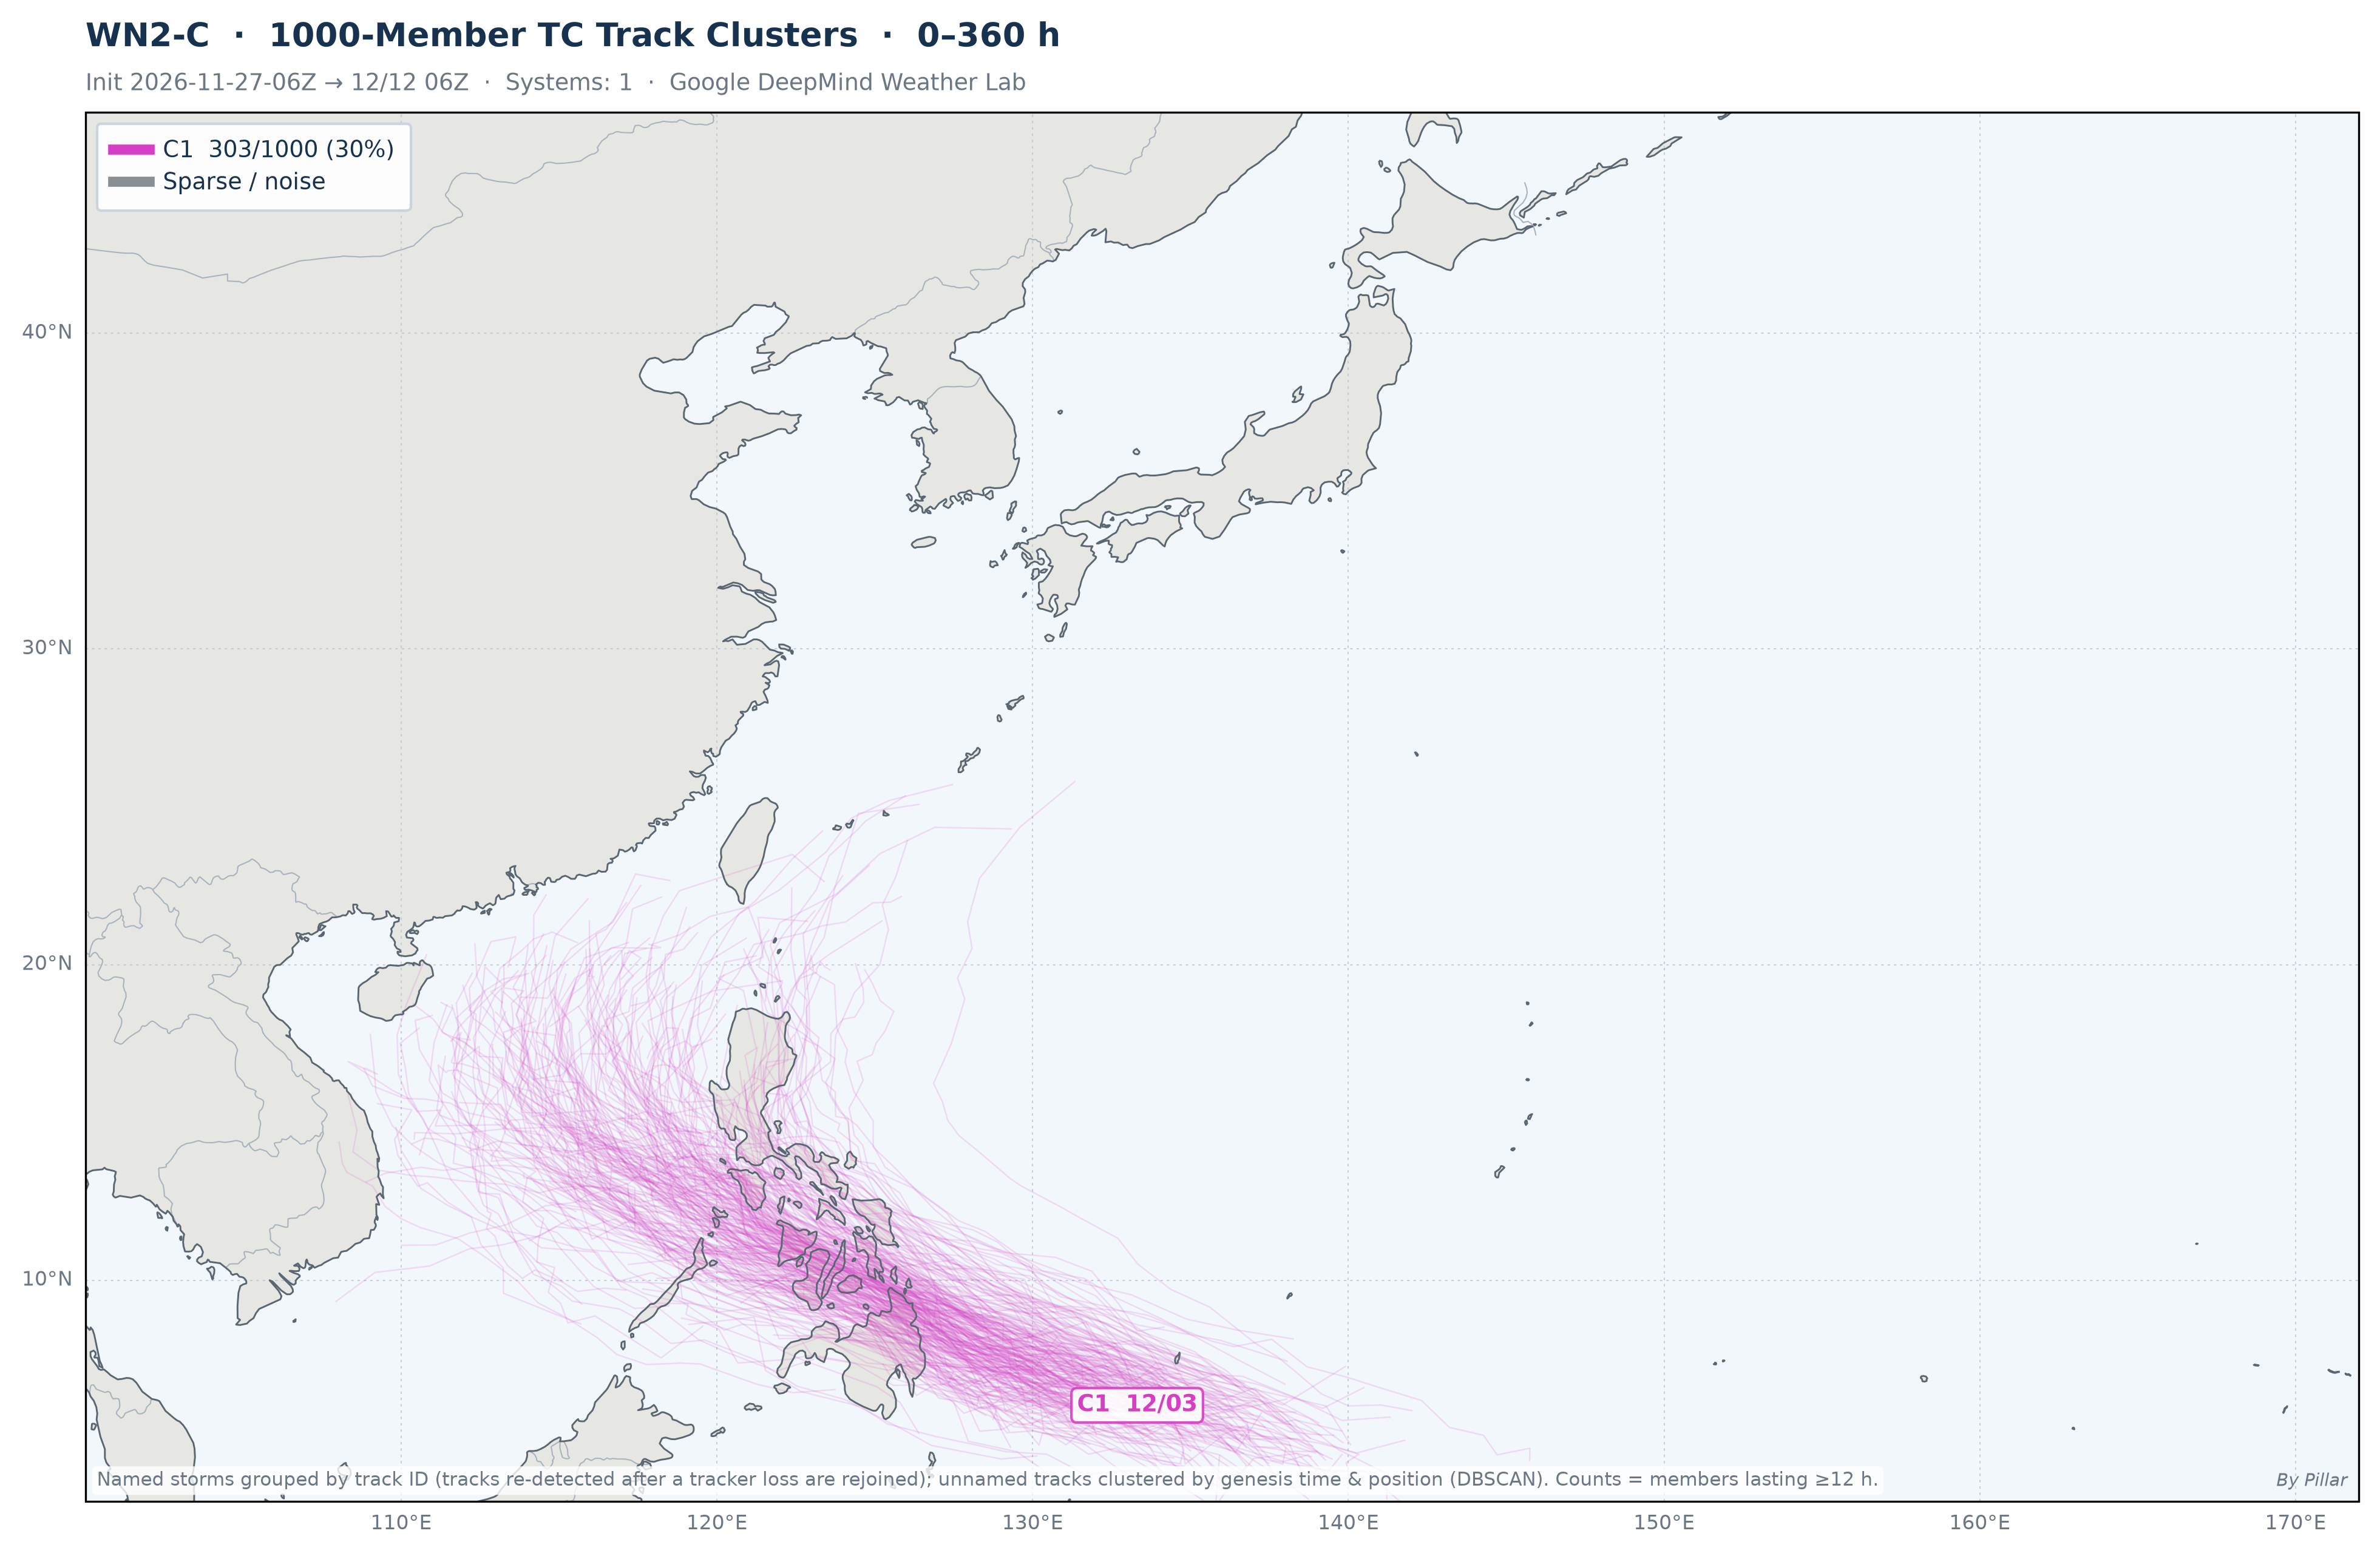 WN2-C · 1000-Member TC Track Clusters · 0–360 h
Init 2026-11-27-06Z → 12/12 06Z · Systems: 1 · Google DeepMind Weather Lab
C1 303/1000 (30%)
Sparse / noise
40°N
30°N
20°N
10°N
C1 12/03
Named storms grouped by track ID (tracks re-detected after a tracker loss are rejoined); unnamed tracks clustered by genesis time & position (DBSCAN). Counts = members lasting ≥12 h.
By Pillar
110°E
120°E
130°E
140°E
150°E
160°E
170°E